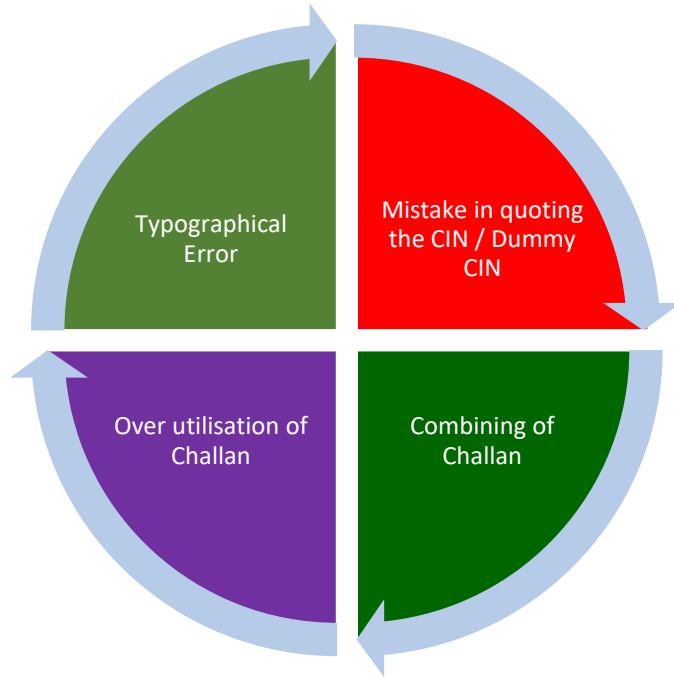 Typographical
Error
Mistake in quoting
the CIN / Dummy
CIN
Over utilisation of
Challan
Combining of
Challan